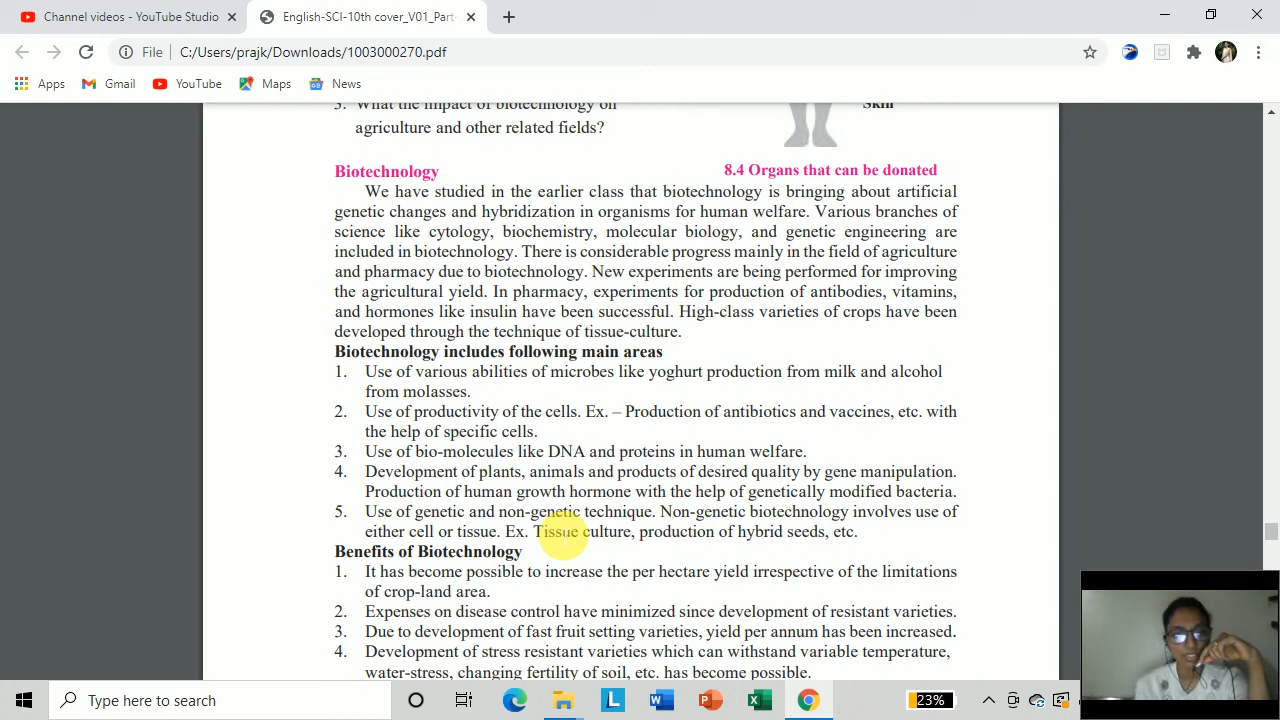 Channel videos - YouTube Studio
English-SCI-10th cover_V01_Part-
File
C:/Users/prajk/Downloads/1003000270.pdf
Apps
Gmail
YouTube
Maps
News
3. What the impact of biotechnology on
agriculture and other related fields?
Skin
Biotechnology
8.4 Organs that can be donated
We have studied in the earlier class that biotechnology is bringing about artificial
genetic changes and hybridization in organisms for human welfare. Various branches of
science like cytology, biochemistry, molecular biology, and genetic engineering are
included in biotechnology. There is considerable progress mainly in the field of agriculture
and pharmacy due to biotechnology. New experiments are being performed for improving
the agricultural yield. In pharmacy, experiments for production of antibodies, vitamins,
and hormones like insulin have been successful. High-class varieties of crops have been
developed through the technique of tissue-culture.
Biotechnology includes following main areas
1. Use of various abilities of microbes like yoghurt production from milk and alcohol
from molasses.
2. Use of productivity of the cells. Ex. – Production of antibiotics and vaccines, etc. with
the help of specific cells.
3. Use of bio-molecules like DNA and proteins in human welfare.
4. Development of plants, animals and products of desired quality by gene manipulation.
Production of human growth hormone with the help of genetically modified bacteria.
5. Use of genetic and non-genetic technique. Non-genetic biotechnology involves use of
either cell or tissue. Ex. Tissue culture, production of hybrid seeds, etc.
Benefits of Biotechnology
1. It has become possible to increase the per hectare yield irrespective of the limitations
of crop-land area.
2. Expenses on disease control have minimized since development of resistant varieties.
3. Due to development of fast fruit setting varieties, yield per annum has been increased.
4. Development of stress resistant varieties which can withstand variable temperature,
water-stress, changing fertility of soil, etc. has become possible.
Type here to search
23%